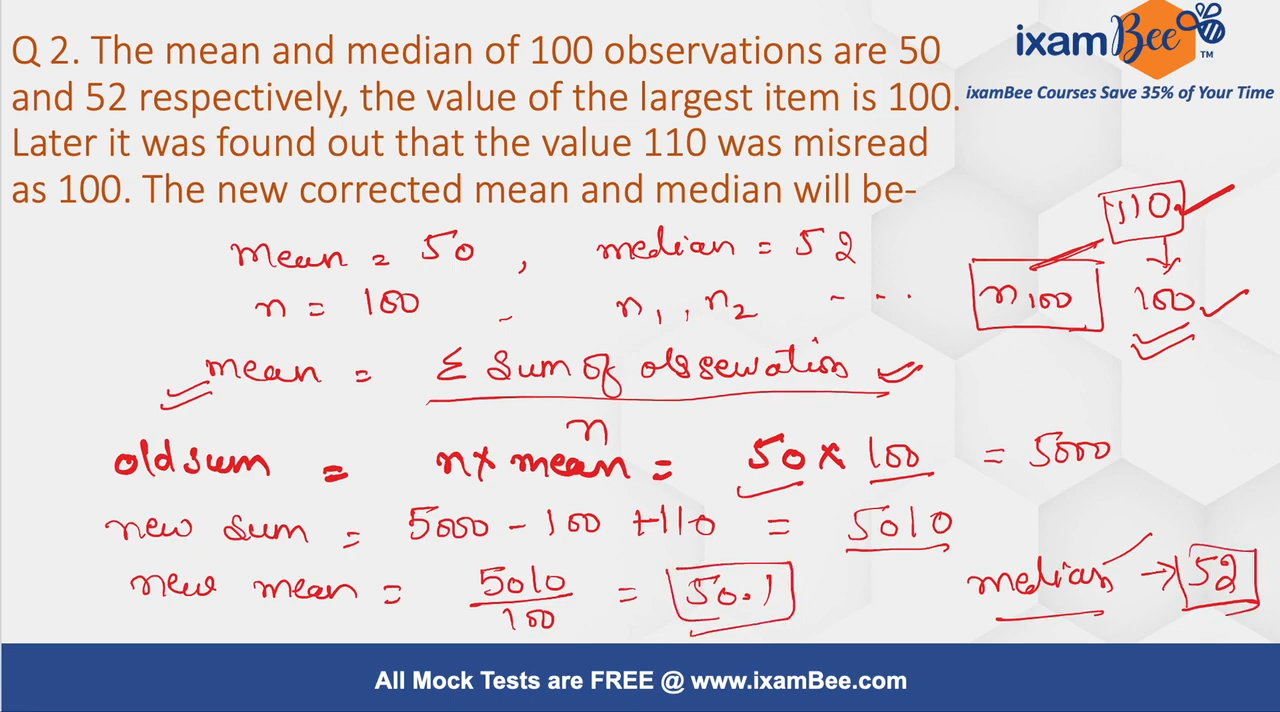 ixamBee™
ixamBee Courses Save 35% of Your Time
Q 2. The mean and median of 100 observations are 50
and 52 respectively, the value of the largest item is 100.
Later it was found out that the value 110 was misread
as 100. The new corrected mean and median will be-
110.
mean = 50 , median = 52
n = 100 n1, n2 - - - . . n100 100
mean = Σ sum of observation
n
old sum = n x mean = 50 x 100 = 5000
new sum = 5000 - 100 + 110 = 5010
new mean = 5010 = 50.1
100
median → 52
All Mock Tests are FREE @ www.ixamBee.com